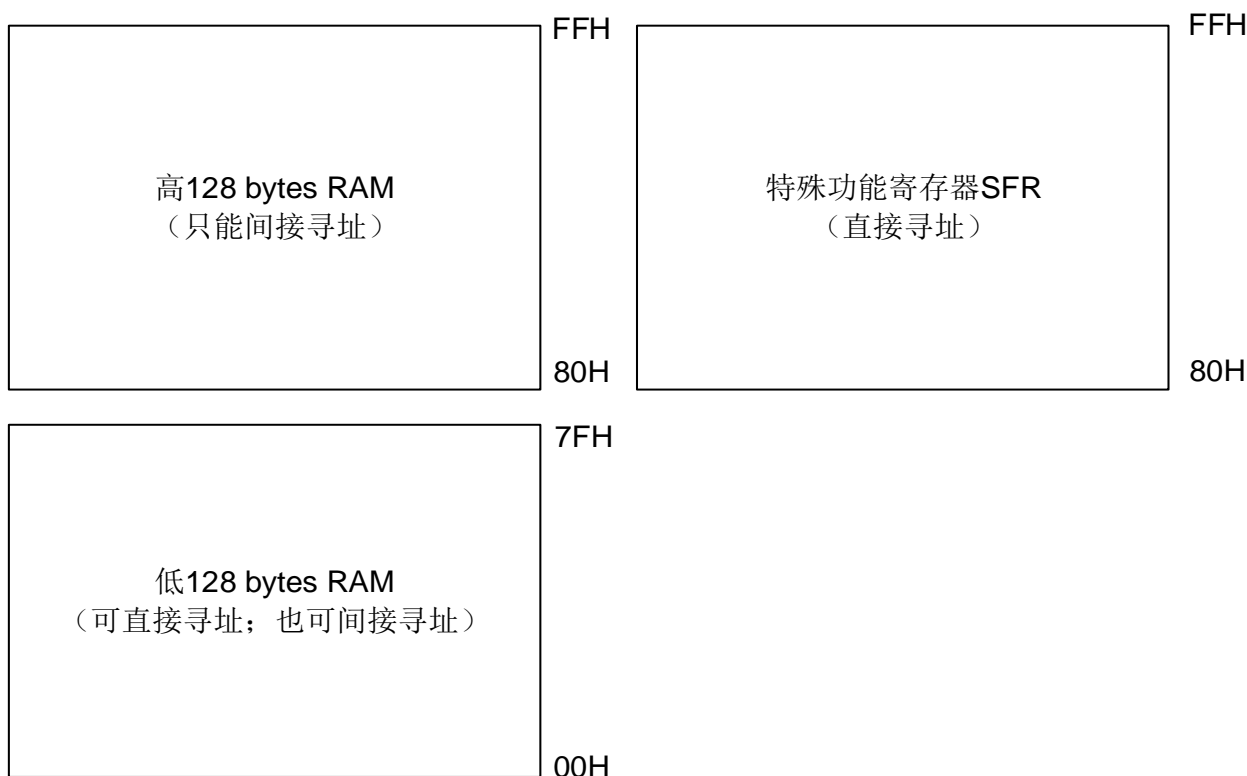 FFH
高128 bytes RAM
（只能间接寻址）
80H
FFH
特殊功能寄存器SFR
（直接寻址）
80H
7FH
低128 bytes RAM
（可直接寻址；也可间接寻址）
00H